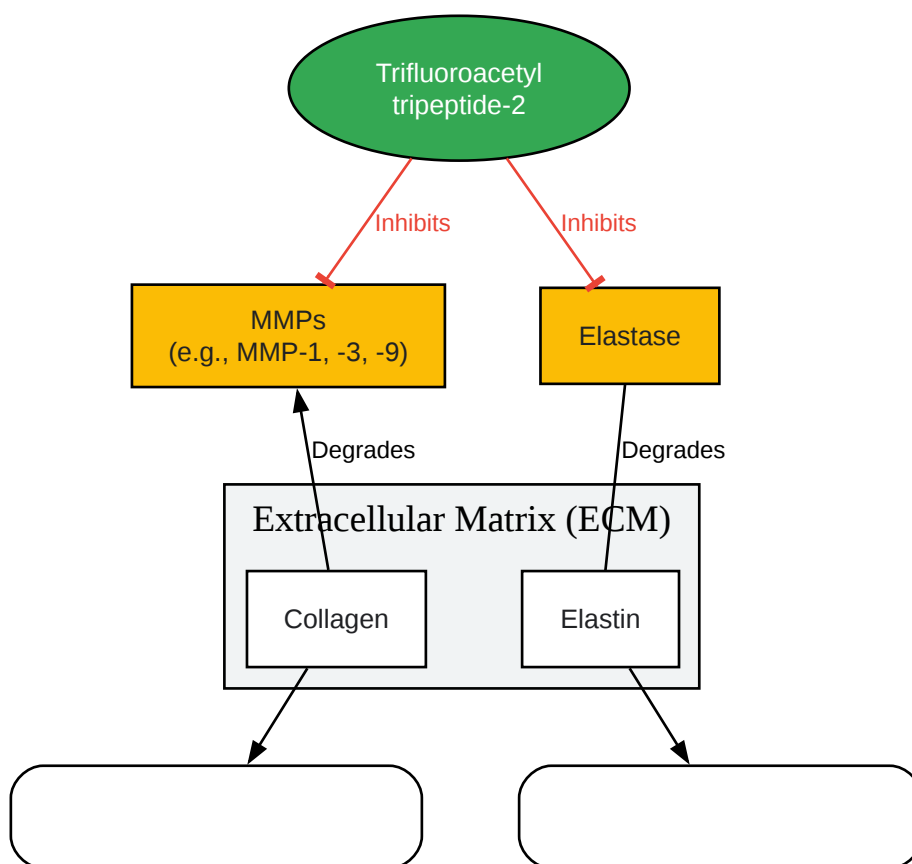 Trifluoroacetyl
tripeptide-2
Inhibits
Inhibits
MMPs
(e.g., MMP-1, -3, -9)
Elastase
Degrades
Degrades
Extracellular Matrix (ECM)
Collagen
Elastin